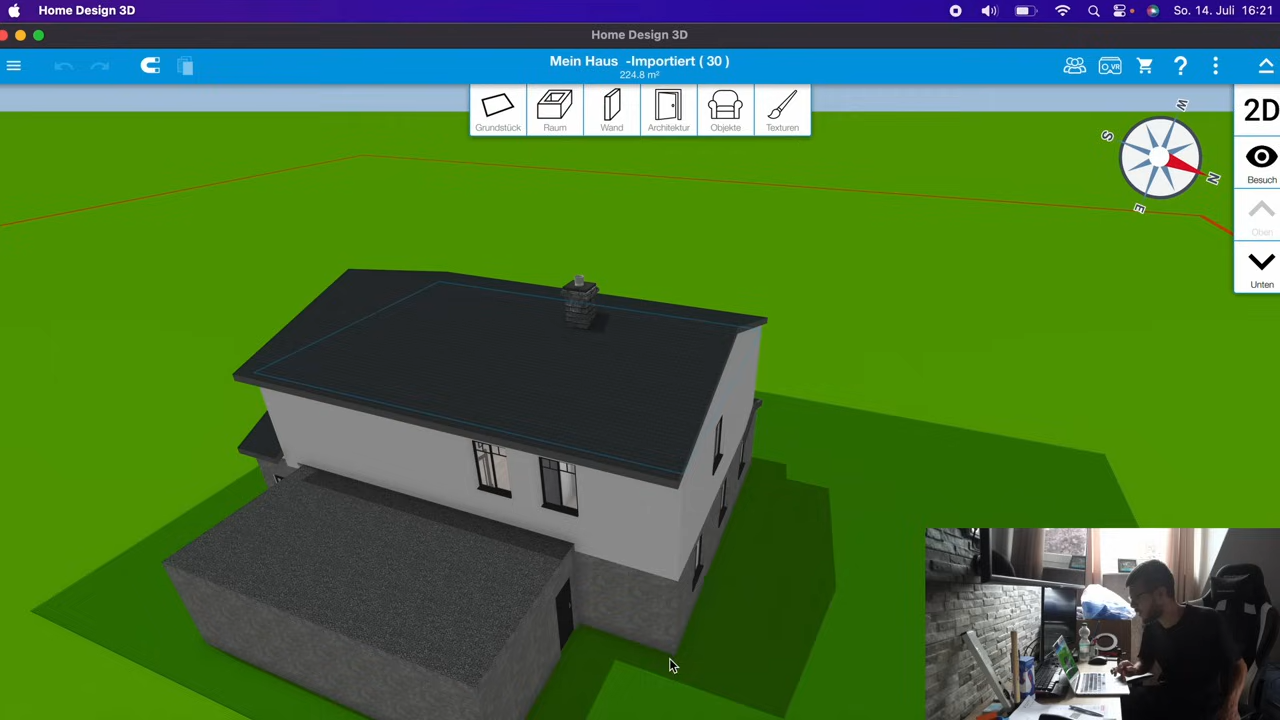 Home Design 3D
So. 14. Juli 16:21
Home Design 3D
Mein Haus -Importiert ( 30 )
224.8 m²
VR
Grundstück
Raum
Wand
Architektur
Objekte
Texturen
2D
W
S
N
E
Besuch
Oben
Unten